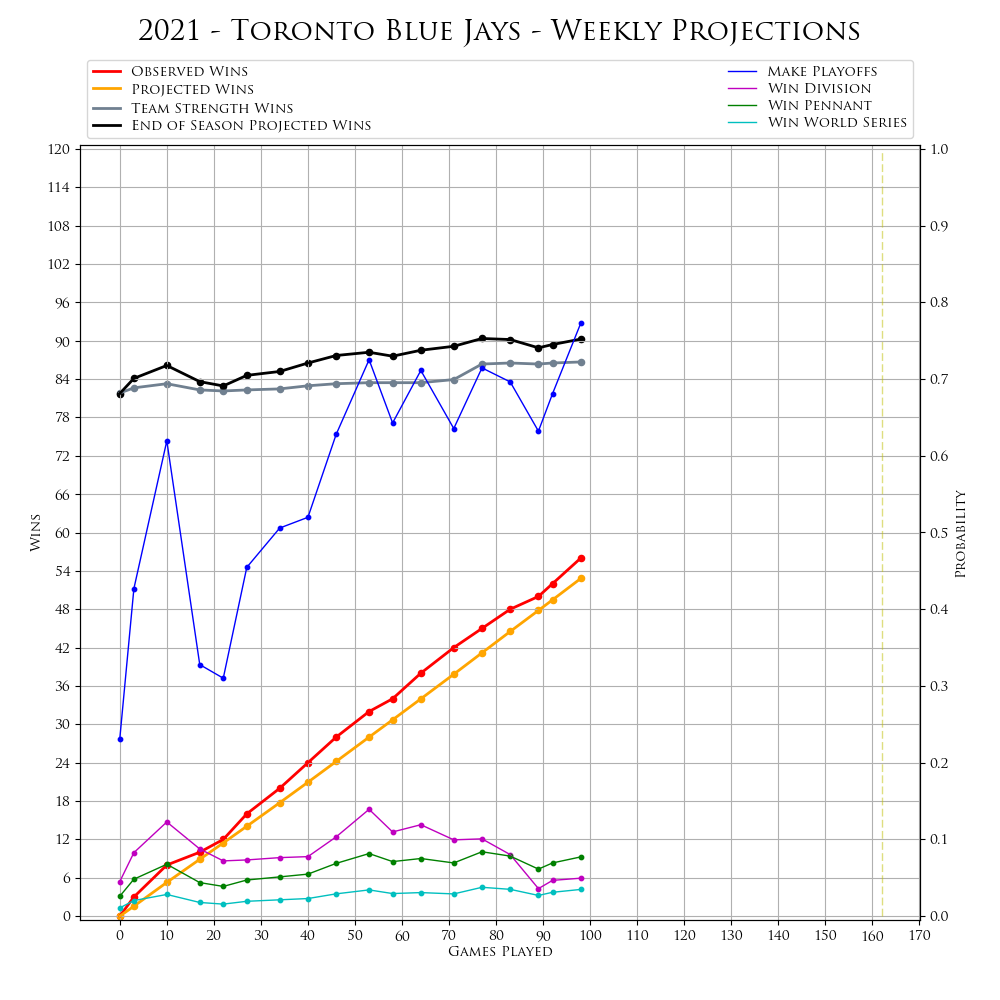 2021 - Toronto Blue Jays - Weekly Projections
Observed Wins
Projected Wins
Team Strength Wins
End of Season Projected Wins
Make Playoffs
Win Division
Win Pennant
Win World Series
120
114
108
102
96
90
84
78
72
66
60
54
48
42
36
30
24
18
12
6
0
Wins
1.0
0.9
0.8
0.7
0.6
0.5
0.4
0.3
0.2
0.1
0.0
Probability
0 10 20 30 40 50 60 70 80 90 100 110 120 130 140 150 160 170
Games Played